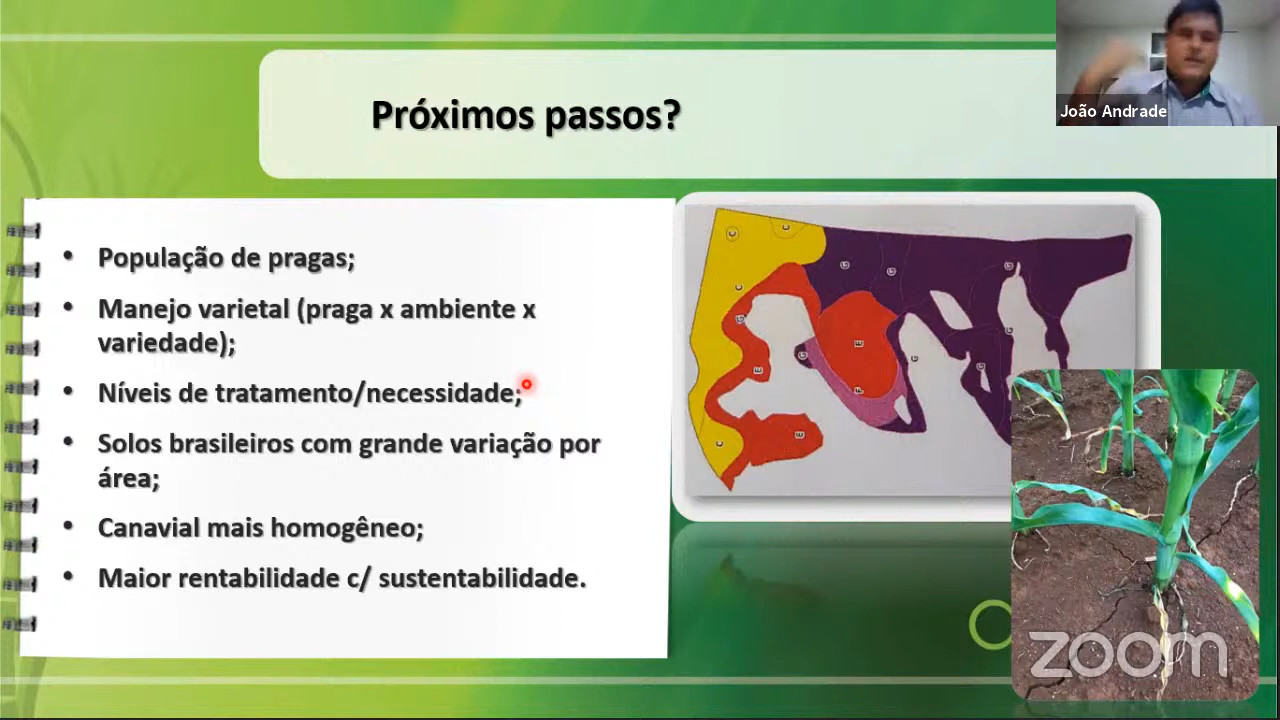 Próximos passos?
João Andrade
• População de pragas;
• Manejo varietal (praga x ambiente x
variedade);
• Níveis de tratamento/necessidade;
• Solos brasileiros com grande variação por
área;
• Canavial mais homogêneo;
• Maior rentabilidade c/ sustentabilidade.
C
C
C
C
E
E
F
E
G
G
zoom